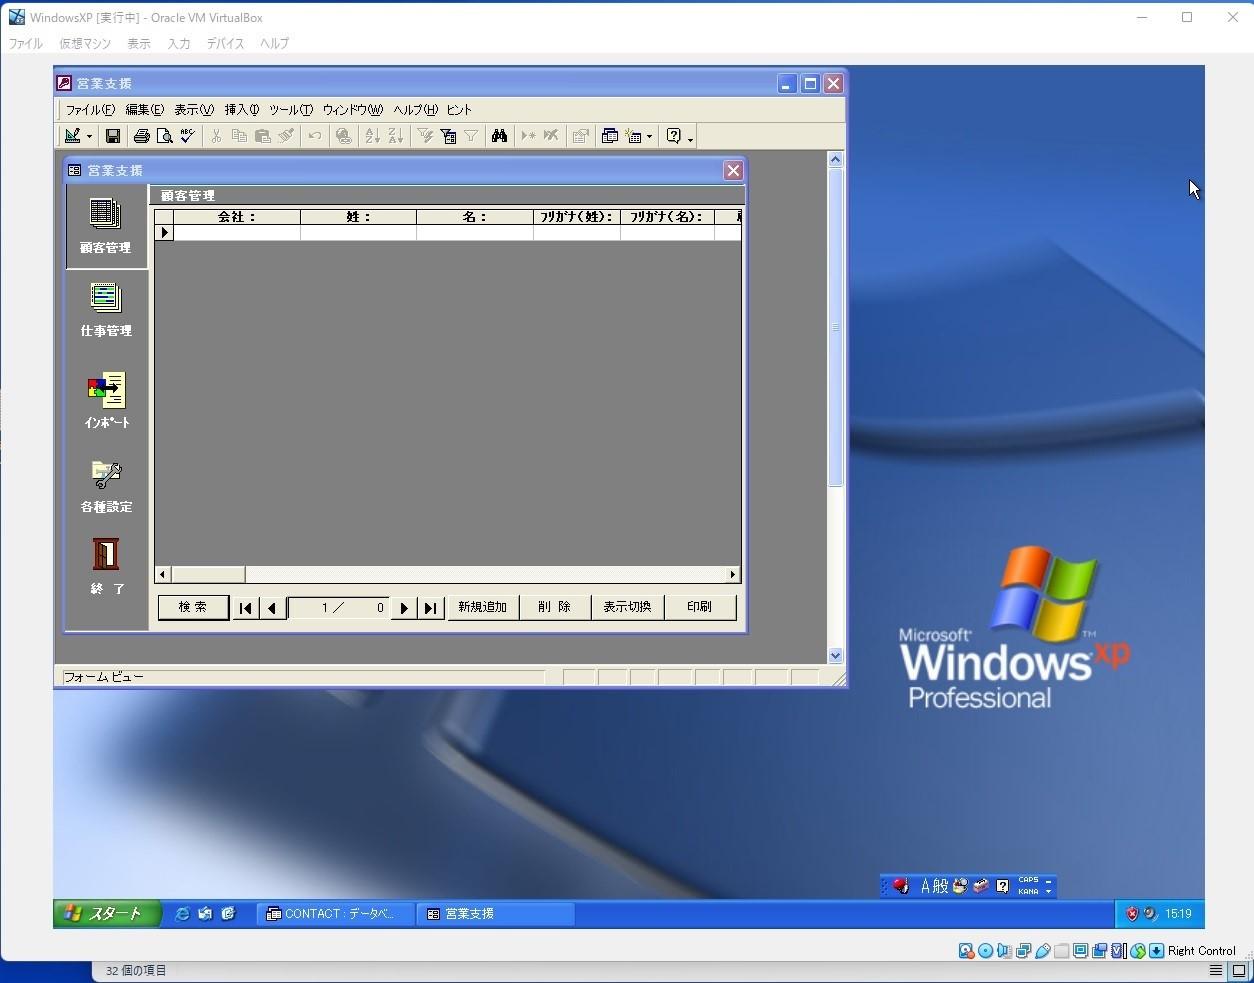 WindowsXP [実行中] - Oracle VM VirtualBox
ファイル 仮想マシン 表示 入力 デバイス ヘルプ
営業支援
ファイル(F) 編集(E) 表示(V) 挿入(I) ツール(T) ウィンドウ(W) ヘルプ(H) ヒント
営業支援
顧客管理
会社： 姓： 名： ﾌﾘｶﾞﾅ(姓)： ﾌﾘｶﾞﾅ(名)：
顧客管理
仕事管理
ｲﾝﾎﾟｰﾄ
各種設定
終 了
検 索 1 ／ 0 新規追加 削 除 表示切換 印刷
フォーム ビュー
Microsoft
Windows xp TM
Professional
A 般 CAPS
KANA
スタート CONTACT : データベ... 営業支援 15:19
Right Control
32 個の項目